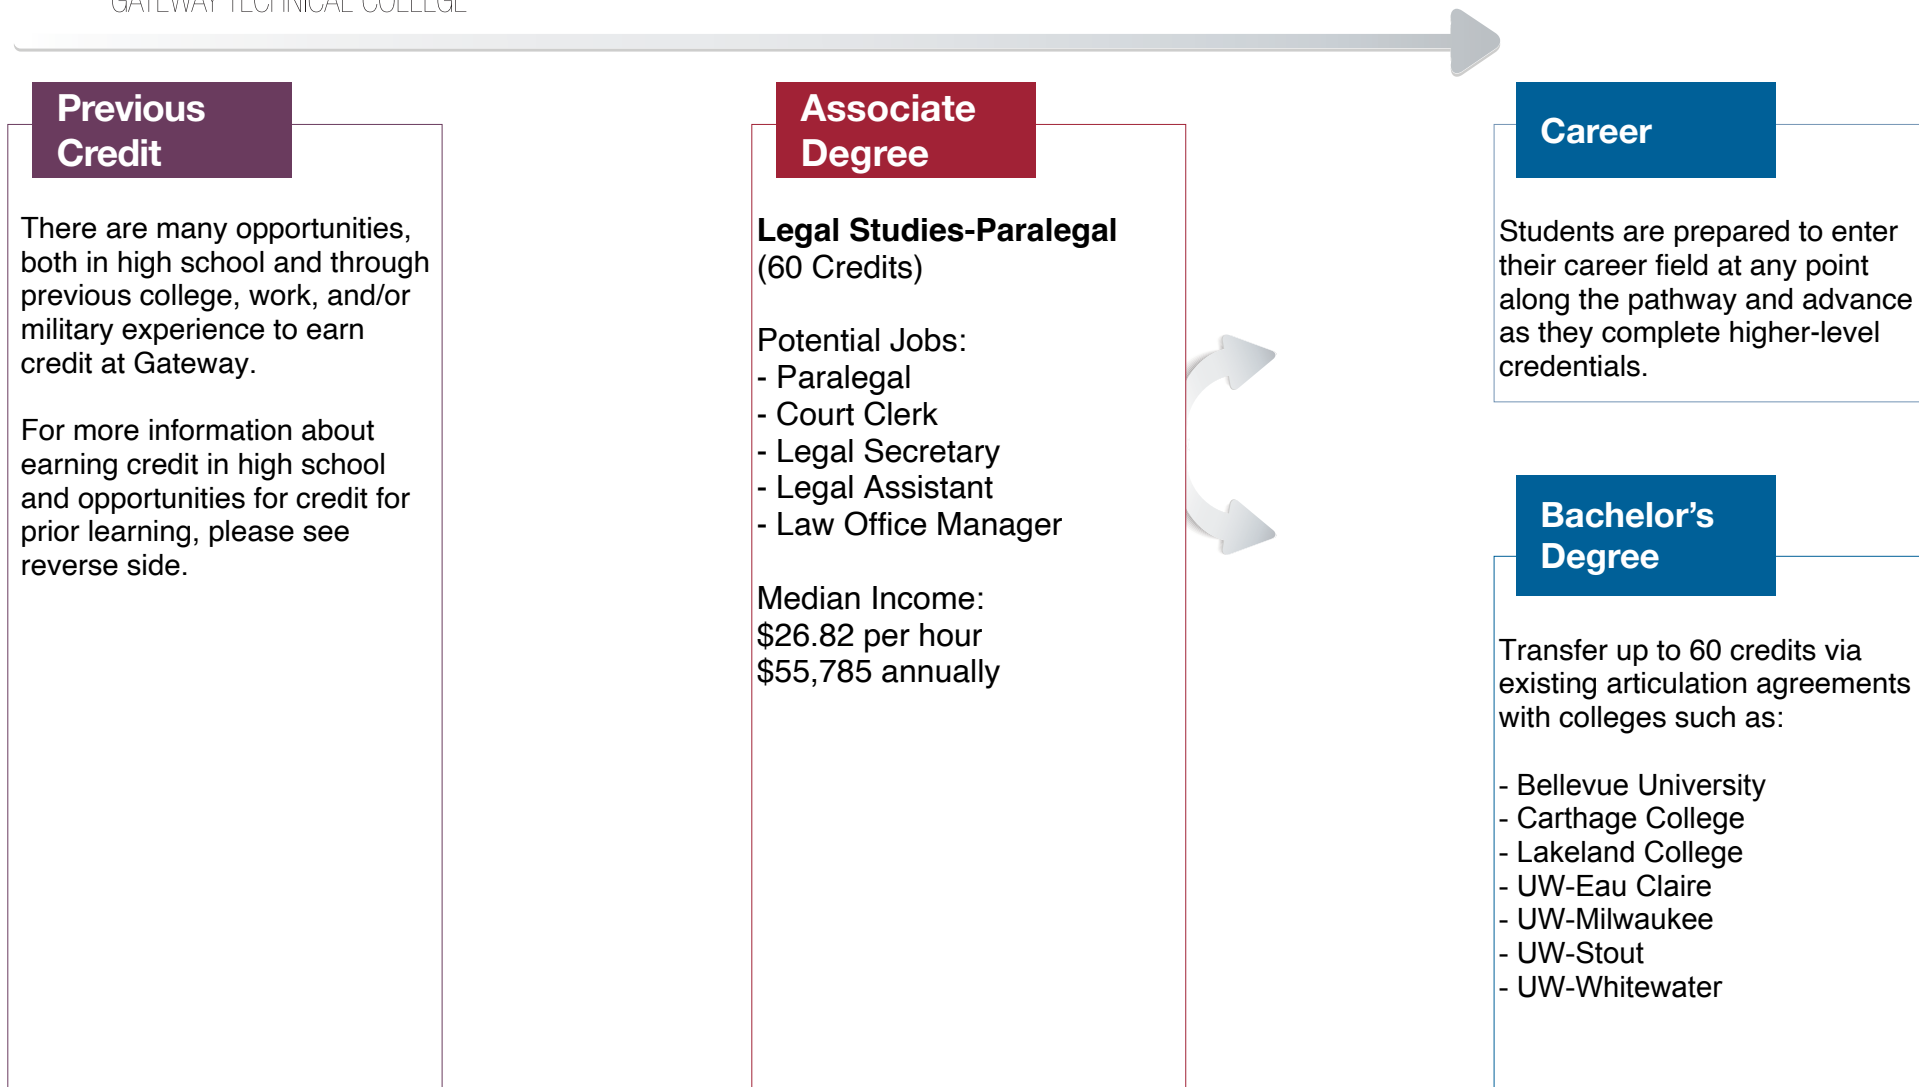 GATEWAY TECHNICAL COLLEGE
Previous
Credit
There are many opportunities,
both in high school and through
previous college, work, and/or
military experience to earn
credit at Gateway.
For more information about
earning credit in high school
and opportunities for credit for
prior learning, please see
reverse side.
Associate
Degree
Legal Studies-Paralegal
(60 Credits)
Potential Jobs:
- Paralegal
- Court Clerk
- Legal Secretary
- Legal Assistant
- Law Office Manager
Median Income:
$26.82 per hour
$55,785 annually
Career
Students are prepared to enter
their career field at any point
along the pathway and advance
as they complete higher-level
credentials.
Bachelor’s
Degree
Transfer up to 60 credits via
existing articulation agreements
with colleges such as:
- Bellevue University
- Carthage College
- Lakeland College
- UW-Eau Claire
- UW-Milwaukee
- UW-Stout
- UW-Whitewater